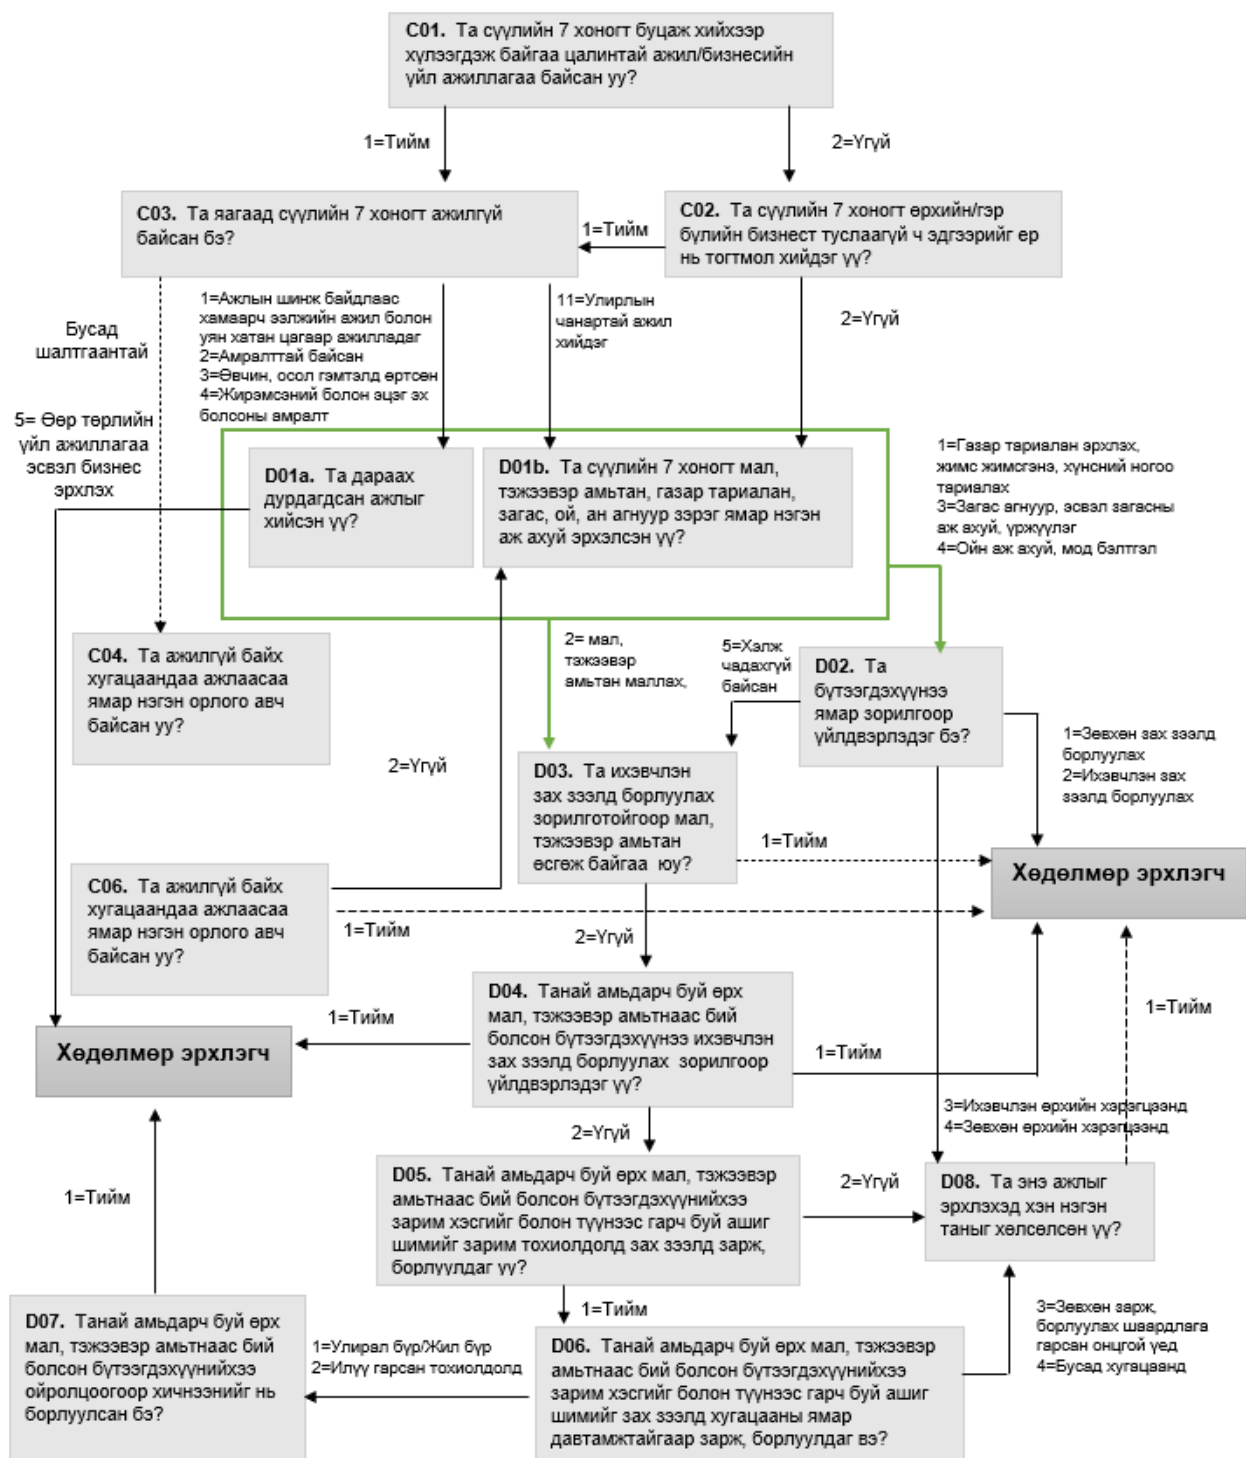 C01. Та сүүлийн 7 хоногт буцаж хийхээр
хүлээгдэж байгаа цалинтай ажил/бизнесийн
үйл ажиллагаа байсан уу?
1=Тийм
2=Үгүй
C03. Та яагаад сүүлийн 7 хоногт ажилгүй
байсан бэ?
1=Тийм
C02. Та сүүлийн 7 хоногт өрхийн/гэр
бүлийн бизнест туслаагүй ч эдгээрийг ер
нь тогтмол хийдэг үү?
Бусад
шалтгаантай
1=Ажлын шинж байдлаас
хамаарч ээлжийн ажил болон
уян хатан цагаар ажилладаг
2=Амралттай байсан
3=Өвчин, осол гэмтэлд өртсөн
4=Жирэмсэний болон эцэг эх
болсоны амралт
11=Улирлын
чанартай ажил
хийдэг
2=Үгүй
5= Өөр төрлийн
үйл ажиллагаа
эсвэл бизнес
эрхлэх
D01a. Та дараах
дурдагдсан ажлыг
хийсэн үү?
D01b. Та сүүлийн 7 хоногт мал,
тэжээвэр амьтан, газар тариалан,
загас, ой, ан агнуур зэрэг ямар нэгэн
аж ахуй эрхэлсэн үү?
1=Газар тариалан эрхлэх,
жимс жимсгэнэ, хүнсний ногоо
тариалах
3=Загас агнуур, эсвэл загасны
аж ахуй, үржүүлэг
4=Ойн аж ахуй, мод бэлтгэл
C04. Та ажилгүй байх
хугацаандаа ажлаасаа
ямар нэгэн орлого авч
байсан уу?
2= мал,
тэжээвэр
амьтан маллах,
5=Хэлж
чадахгүй
байсан
D02. Та
бүтээгдэхүүнээ
ямар зорилгоор
үйлдвэрлэдэг бэ?
1=Зөвхөн зах зээлд
борлуулах
2=Ихэвчлэн зах
зээлд борлуулах
2=Үгүй
D03. Та ихэвчлэн
зах зээлд борлуулах
зорилготойгоор мал,
тэжээвэр амьтан
өсгөж байгаа юу?
1=Тийм
Хөдөлмөр эрхлэгч
C06. Та ажилгүй байх
хугацаандаа ажлаасаа
ямар нэгэн орлого авч
байсан уу?
1=Тийм
2=Үгүй
D04. Танай амьдарч буй өрх
мал, тэжээвэр амьтнаас бий
болсон бүтээгдэхүүнээ ихэвчлэн
зах зээлд борлуулах зорилгоор
үйлдвэрлэдэг үү?
1=Тийм
1=Тийм
1=Тийм
Хөдөлмөр эрхлэгч
3=Ихэвчлэн өрхийн хэрэгцээнд
4=Зөвхөн өрхийн хэрэгцээнд
2=Үгүй
D05. Танай амьдарч буй өрх мал, тэжээвэр
амьтнаас бий болсон бүтээгдэхүүнийхээ
зарим хэсгийг болон түүнээс гарч буй ашиг
шимийг зарим тохиолдолд зах зээлд зарж,
борлуулдаг уу?
2=Үгүй
D08. Та энэ ажлыг
эрхлэхэд хэн нэгэн
таныг хөлсөлсөн үү?
1=Тийм
1=Тийм
D07. Танай амьдарч буй өрх
мал, тэжээвэр амьтнаас бий
болсон бүтээгдэхүүнийхээ
ойролцоогоор хичнээнийг нь
борлуулсан бэ?
1=Улирал бүр/Жил бүр
2=Илүү гарсан тохиолдолд
D06. Танай амьдарч буй өрх мал, тэжээвэр
амьтнаас бий болсон бүтээгдэхүүнийхээ
зарим хэсгийг болон түүнээс гарч буй ашиг
шимийг зах зээлд хугацааны ямар
давтамжтайгаар зарж, борлуулдаг вэ?
3=Зөвхөн зарж,
борлуулах шаардлага
гарсан онцгой үед
4=Бусад хугацаанд